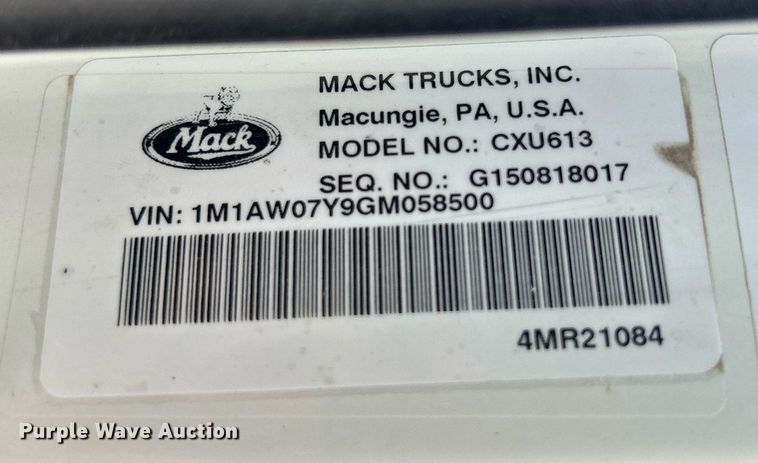 MACK TRUCKS, INC.
Mack
Macungie, PA, U.S.A.
MODEL NO.: CXU613
SEQ. NO.: G150818017
VIN: 1M1AW07Y9GM058500
4MR21084
Purple Wave Auction